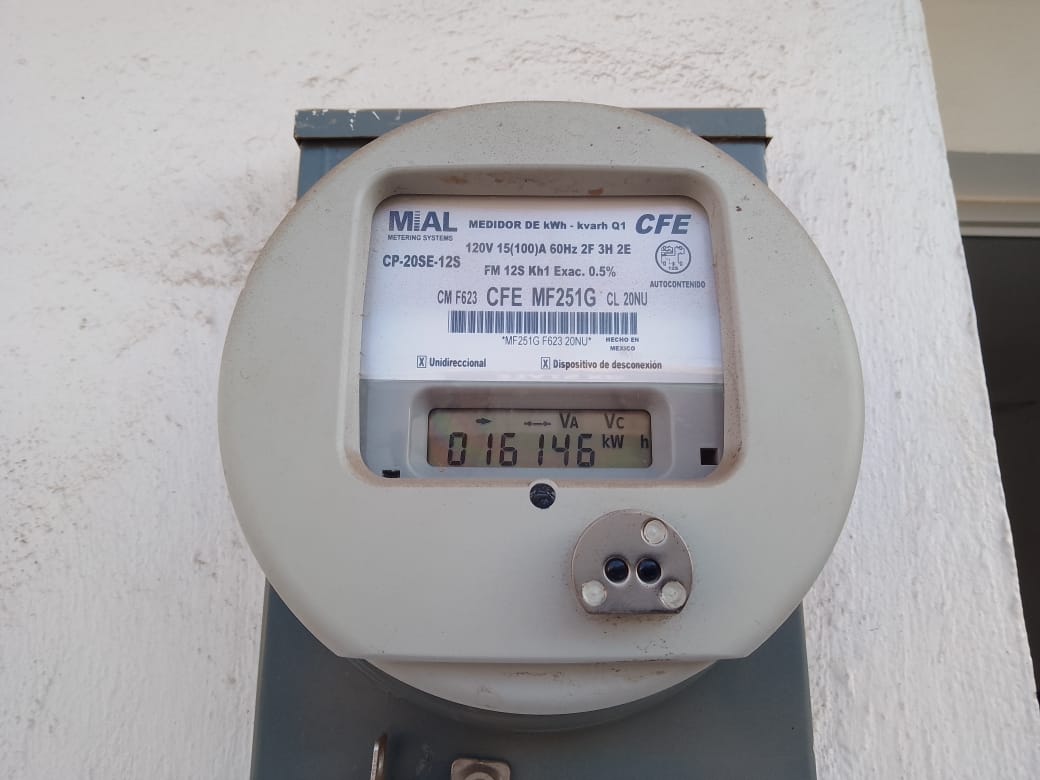 MIAL
METERING SYSTEMS
MEDIDOR DE kWh - kvarh Q1
CFE
120V 15(100)A 60Hz 2F 3H 2E
CP-20SE-12S
FM 12S Kh1 Exac. 0.5%
12S
AUTOCONTENIDO
CM F623 CFE MF251G CL 20NU
*MF251G F623 20NU*
HECHO EN
MEXICO
X Unidireccional
X Dispositivo de desconexión
VA VC
016146 kW h